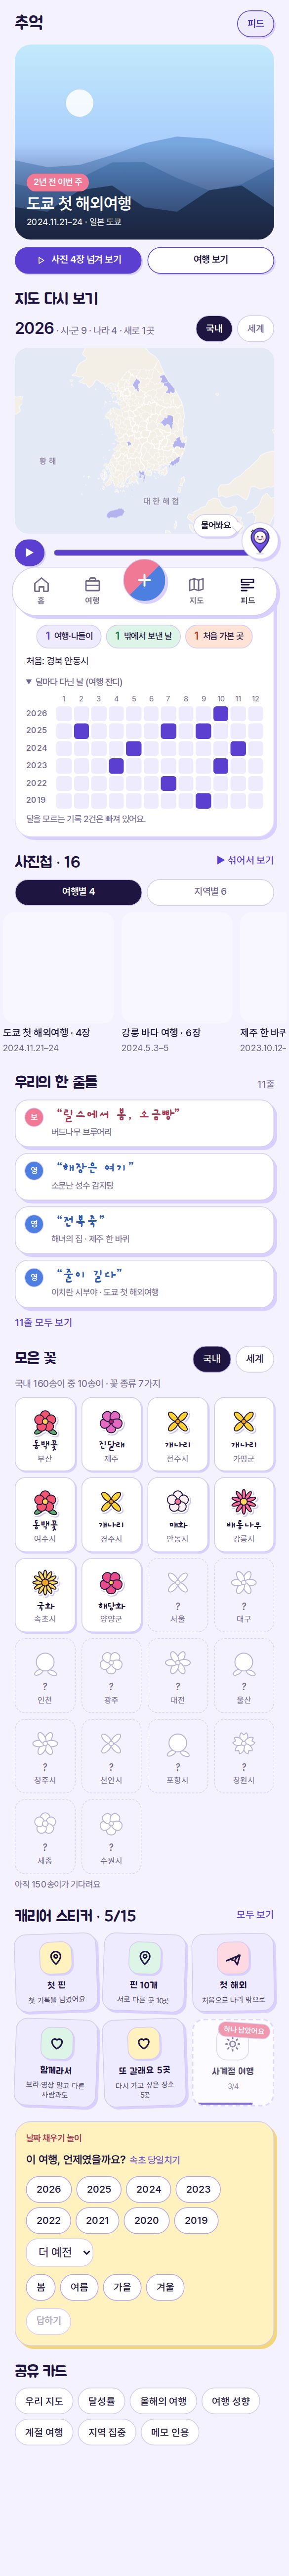 추억
피드
2년 전 이번 주
도쿄 첫 해외여행
2024.11.21–24 · 일본 도쿄
사진 4장 넘겨 보기
여행 보기
지도 다시 보기
2026 · 시·군 9 · 나라 4 · 새로 1곳
국내
세계
황 해
대 한 해 협
물어봐요
홈
여행
+
지도
피드
1 여행·나들이
1 밖에서 보낸 날
1 처음 가본 곳
처음: 경북 안동시
▼ 달마다 다닌 날 (여행 잔디)
1 2 3 4 5 6 7 8 9 10 11 12
2026
2025
2024
2023
2022
2019
달을 모르는 기록 2건은 빠져 있어요.
사진첩 · 16
▶ 섞어서 보기
여행별 4
지역별 6
도쿄 첫 해외여행 · 4장
2024.11.21–24
강릉 바다 여행 · 6장
2024.5.3–5
제주 한 바퀴
2023.10.12–
우리의 한 줄들
11줄
보
“릴스에서 봄, 소금빵”
버드나무 브루어리
영
“해장은 여기”
소문난 성수 감자탕
영
“전복죽”
해녀의 집 · 제주 한 바퀴
영
“줄이 길다”
이치란 시부야 · 도쿄 첫 해외여행
11줄 모두 보기
모은 꽃
국내
세계
국내 160송이 중 10송이 · 꽃 종류 7가지
동백꽃
부산
진달래
제주
개나리
전주시
개나리
가평군
동백꽃
여수시
개나리
경주시
매화
안동시
배롱나무
강릉시
국화
속초시
해당화
양양군
?
서울
?
대구
?
인천
?
광주
?
대전
?
울산
?
청주시
?
천안시
?
포항시
?
창원시
?
세종
?
수원시
아직 150송이가 기다려요
캐리어 스티커 · 5/15
모두 보기
첫 핀
첫 기록을 남겼어요
핀 10개
서로 다른 곳 10곳
첫 해외
처음으로 나라 밖으로
함께라서
보라·영상 말고 다른
사람과도
또 갈래요 5곳
다시 가고 싶은 장소
5곳
하나 남았어요
사계절 여행
3/4
날짜 채우기 놀이
이 여행, 언제였을까요? 속초 당일치기
2026
2025
2024
2023
2022
2021
2020
2019
더 예전
봄
여름
가을
겨울
답하기
공유 카드
우리 지도
달성률
올해의 여행
여행 성향
계절 여행
지역 집중
메모 인용